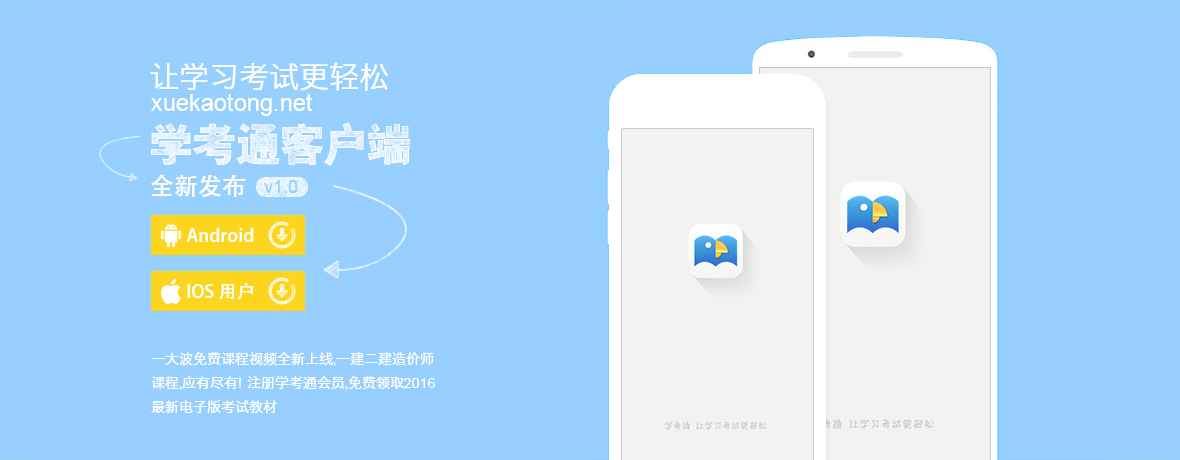 让学习考试更轻松
xuekaotong.net
学考通客户端
全新发布 v1.0
Android
IOS 用户
一大波免费课程视频全新上线,一建二建造价师
课程,应有尽有! 注册学考通会员,免费领取2016
最新电子版考试教材
学考通 让学习考试更轻松
考通 让学习考试更轻松